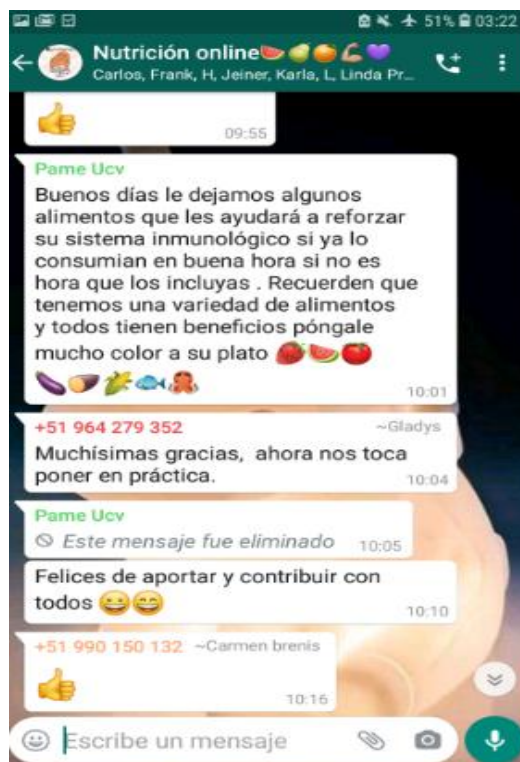 51% 03:22
Nutrición online🍉🍐🍊💪💜
Carlos, Frank, H, Jeiner, Karla, L, Linda Pr...
👍
09:55
Pame Ucv
Buenos días le dejamos algunos
alimentos que les ayudará a reforzar
su sistema inmunológico si ya lo
consumian en buena hora si no es
hora que los incluyas . Recuerden que
tenemos una variedad de alimentos
y todos tienen beneficios póngale
mucho color a su plato 🍓🍉🍅
🍆🍠🌽🐟🐙
10:01
+51 964 279 352 ~Gladys
Muchísimas gracias, ahora nos toca
poner en práctica.
10:04
Pame Ucv
Este mensaje fue eliminado 10:05
Felices de aportar y contribuir con
todos 😀😄
10:10
+51 990 150 132 ~Carmen brenis
👍
10:16
Escribe un mensaje